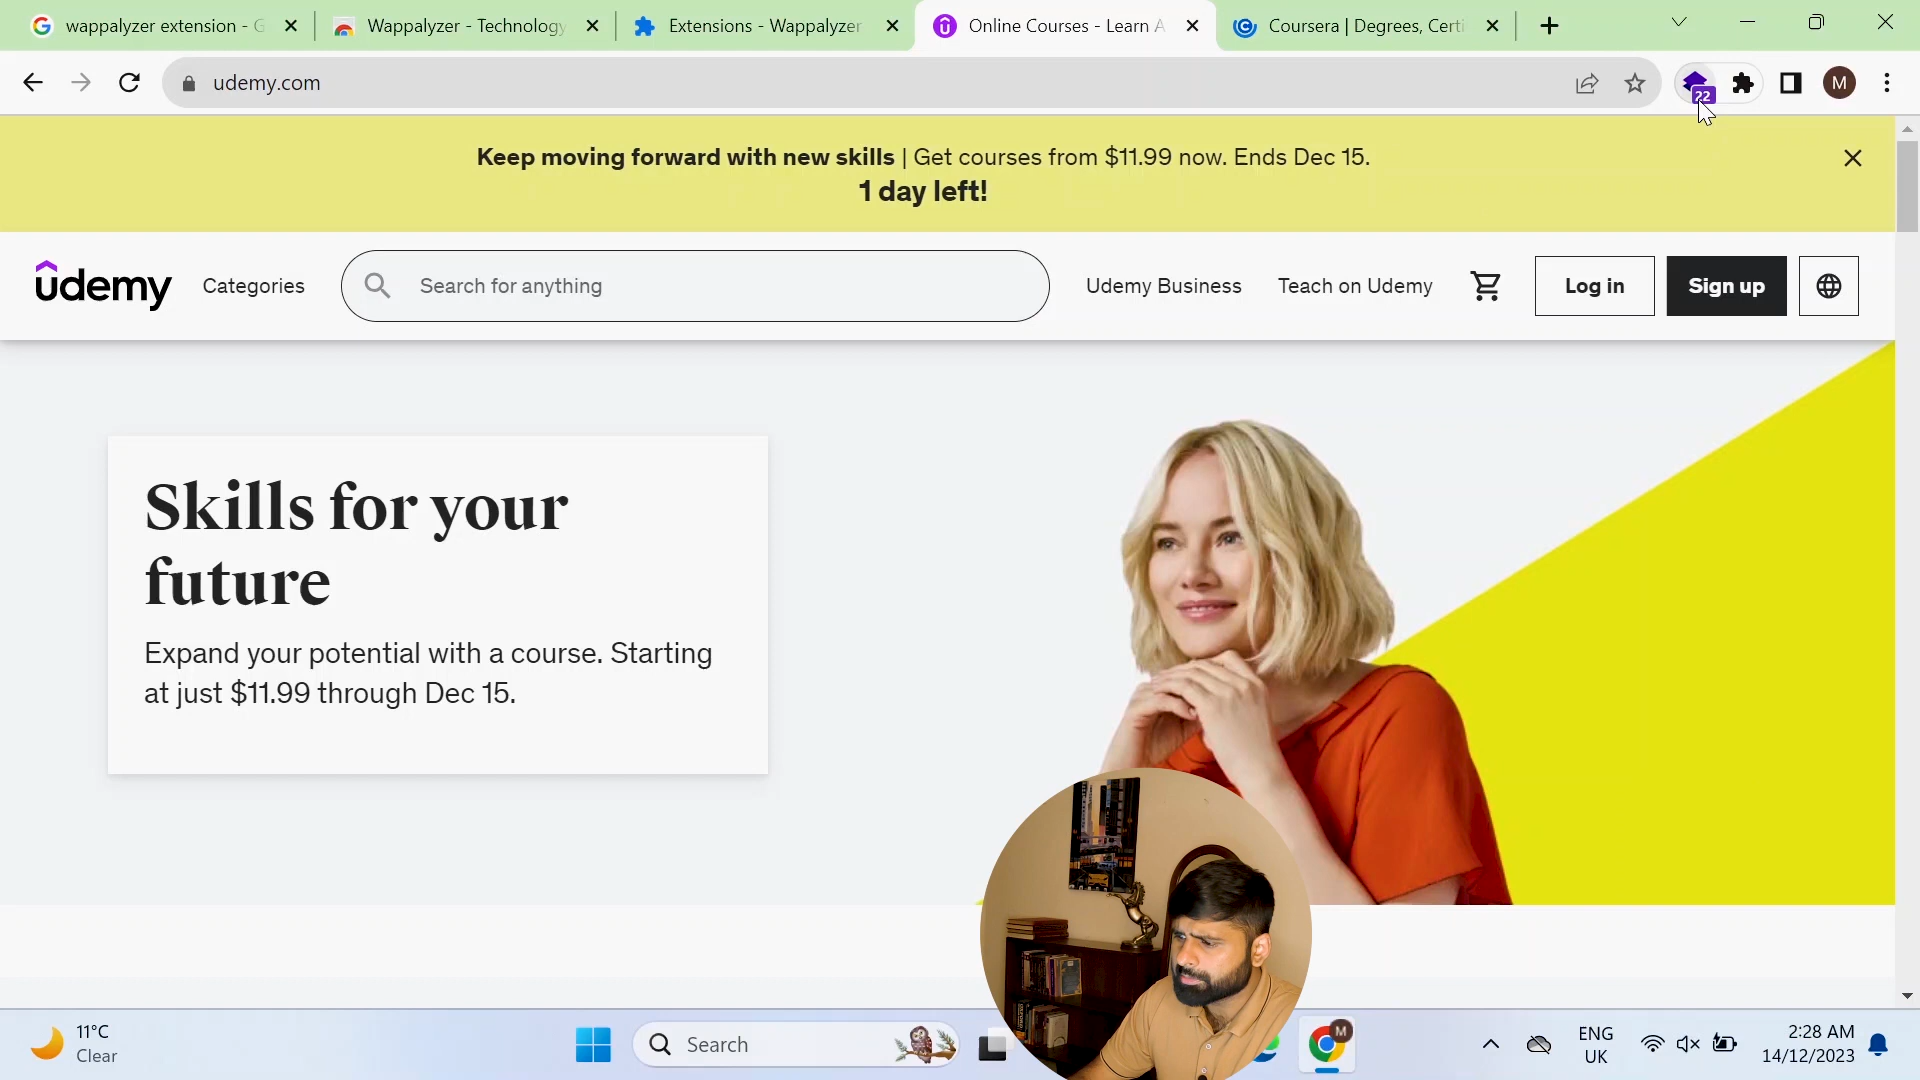 wappalyzer extension - G
Wappalyzer - Technology
Extensions - Wappalyzer
Online Courses - Learn A
Coursera | Degrees, Certi
udemy.com
22
M
Keep moving forward with new skills | Get courses from $11.99 now. Ends Dec 15.
1 day left!
udemy
Categories
Search for anything
Udemy Business
Teach on Udemy
Log in
Sign up
Skills for your
future
Expand your potential with a course. Starting
at just $11.99 through Dec 15.
11°C
Clear
Search
M
ENG
UK
2:28 AM
14/12/2023